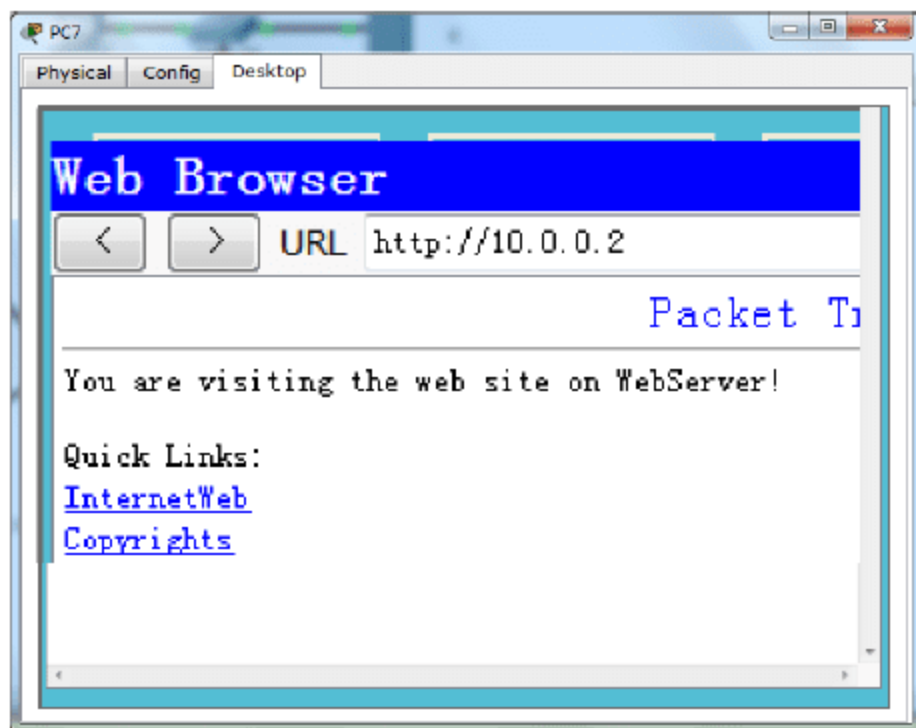 PC7
Physical Config Desktop
Web Browser
< > URL http://10.0.0.2
Packet
You are visiting the web site on WebServer!
Quick Links:
InternetWeb
Copyrights